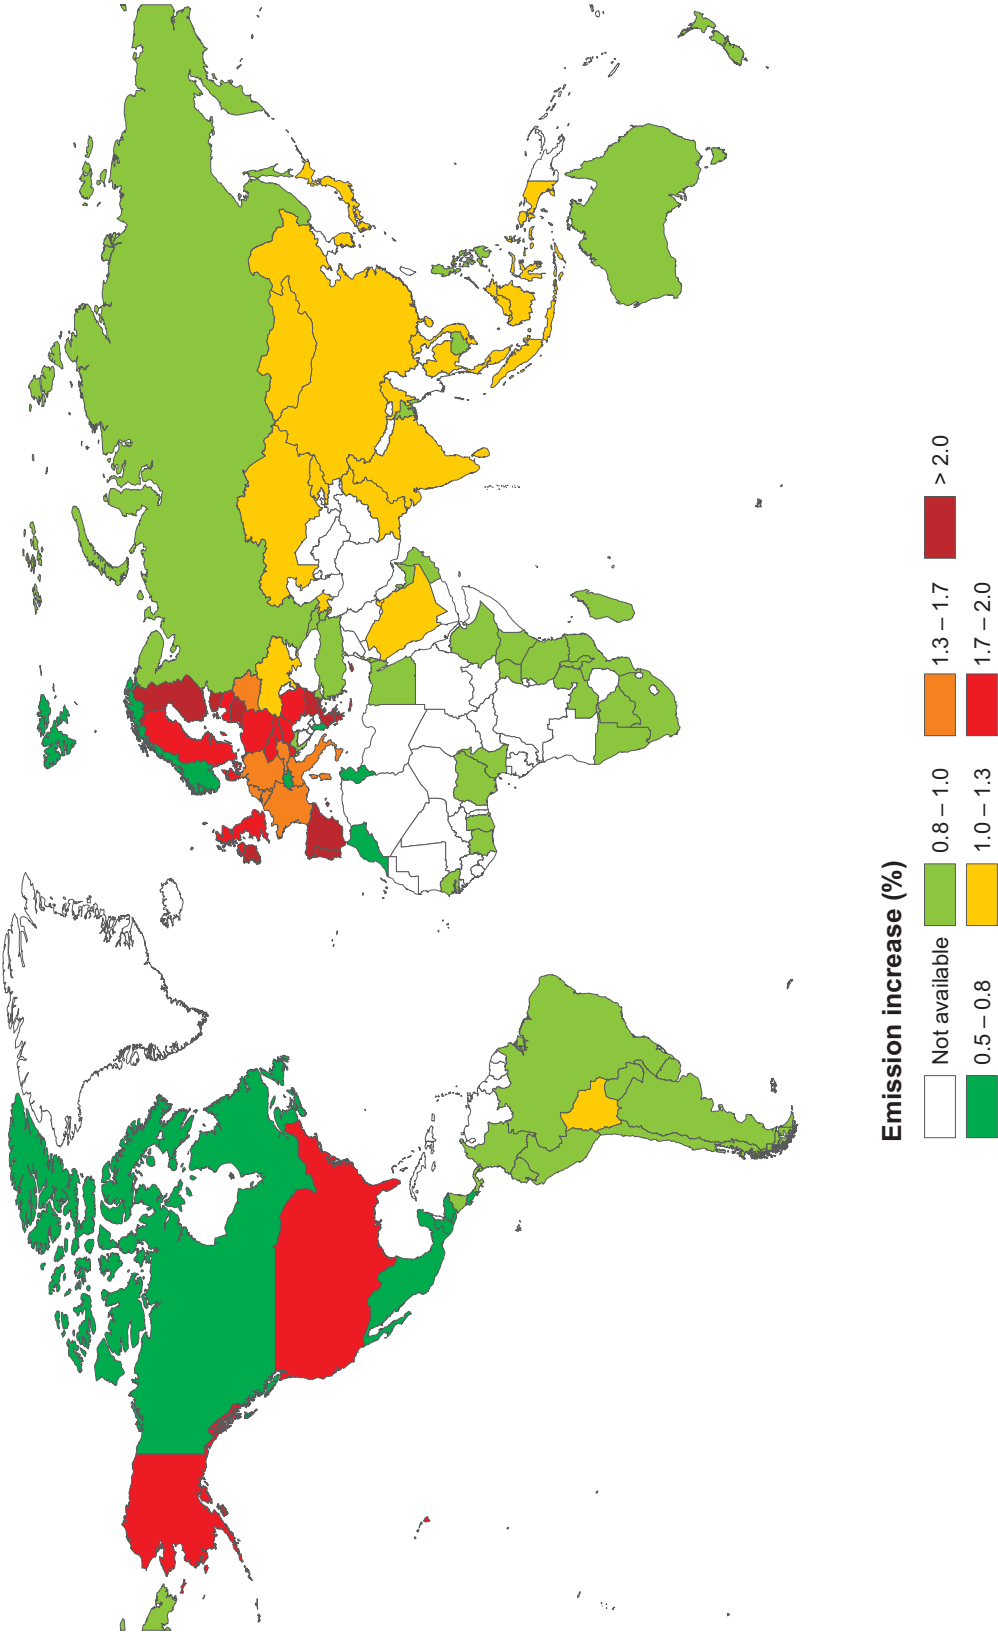 Emission increase (%)
Not available
0.8 – 1.0
1.3 – 1.7
> 2.0
0.5 – 0.8
1.0 – 1.3
1.7 – 2.0